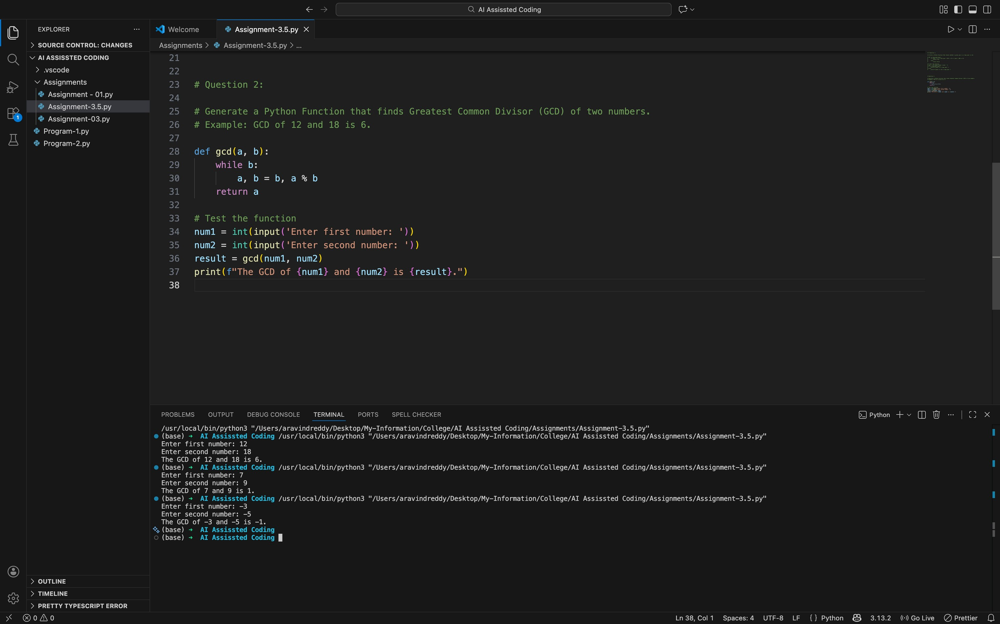 AI Assissted Coding
EXPLORER
SOURCE CONTROL: CHANGES
AI ASSISSTED CODING
.vscode
Assignments
Assignment - 01.py
Assignment-3.5.py
Assignment-03.py
Program-1.py
Program-2.py
OUTLINE
TIMELINE
PRETTY TYPESCRIPT ERROR
1
Welcome
Assignment-3.5.py
Assignments > Assignment-3.5.py > ...
21
22
23 # Question 2:
24
25 # Generate a Python Function that finds Greatest Common Divisor (GCD) of two numbers.
26 # Example: GCD of 12 and 18 is 6.
27
28 def gcd(a, b):
29     while b:
30         a, b = b, a % b
31     return a
32
33 # Test the function
34 num1 = int(input('Enter first number: '))
35 num2 = int(input('Enter second number: '))
36 result = gcd(num1, num2)
37 print(f"The GCD of {num1} and {num2} is {result}.")
38
PROBLEMS OUTPUT DEBUG CONSOLE TERMINAL PORTS SPELL CHECKER
Python
/usr/local/bin/python3 "/Users/aravindreddy/Desktop/My-Information/College/AI Assissted Coding/Assignments/Assignment-3.5.py"
(base) ➜ AI Assissted Coding /usr/local/bin/python3 "/Users/aravindreddy/Desktop/My-Information/College/AI Assissted Coding/Assignments/Assignment-3.5.py"
Enter first number: 12
Enter second number: 18
The GCD of 12 and 18 is 6.
(base) ➜ AI Assissted Coding /usr/local/bin/python3 "/Users/aravindreddy/Desktop/My-Information/College/AI Assissted Coding/Assignments/Assignment-3.5.py"
Enter first number: 7
Enter second number: 9
The GCD of 7 and 9 is 1.
(base) ➜ AI Assissted Coding /usr/local/bin/python3 "/Users/aravindreddy/Desktop/My-Information/College/AI Assissted Coding/Assignments/Assignment-3.5.py"
Enter first number: -3
Enter second number: -5
The GCD of -3 and -5 is -1.
(base) ➜ AI Assissted Coding
(base) ➜ AI Assissted Coding
0 0
Ln 38, Col 1 Spaces: 4 UTF-8 LF {} Python 3.13.2 Go Live Prettier